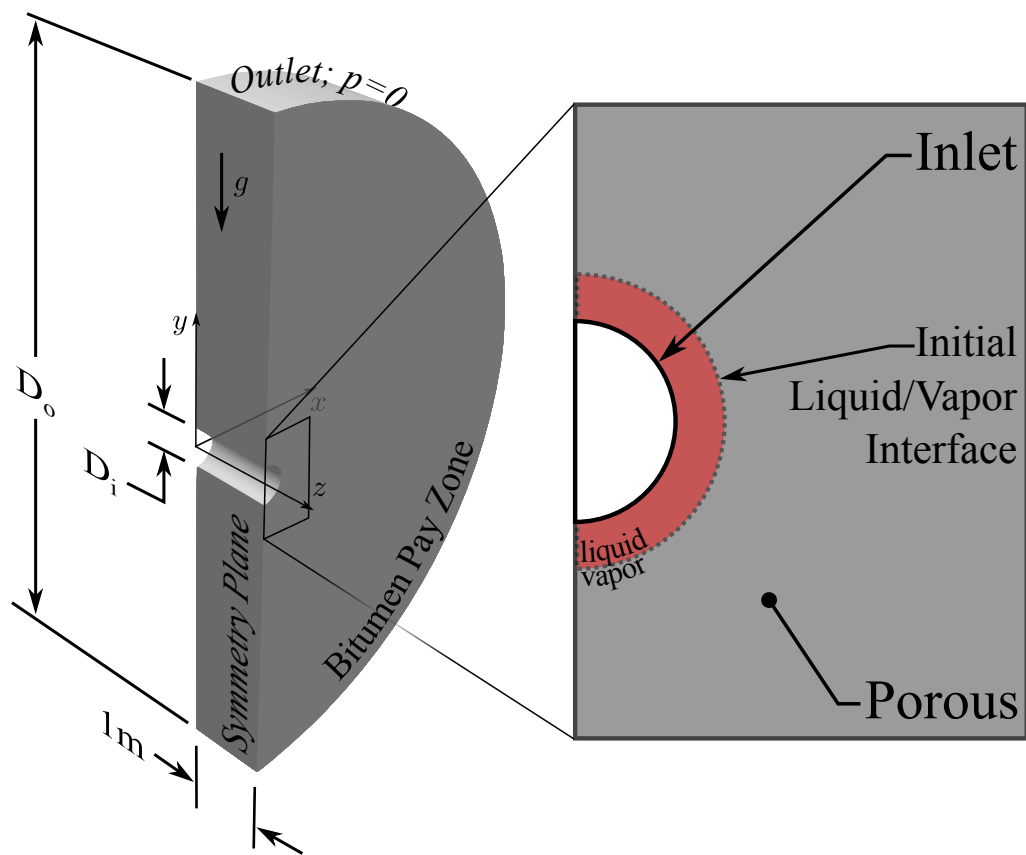 Outlet; p=0
g
y
D_o
x
D_i
z
Symmetry Plane
Bitumen Pay Zone
1m
Inlet
Initial
Liquid/Vapor
Interface
liquid
vapor
Porous